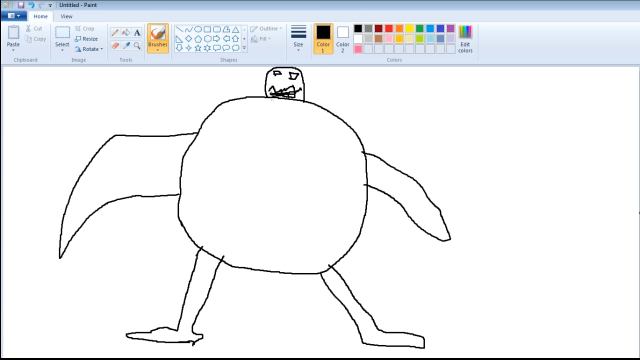 Untitled - Paint
Home View
Paste Cut Copy Select Crop Resize Rotate Brushes Outline Fill Size Color 1 Color 2 Edit colors
Clipboard Image Tools Shapes Colors